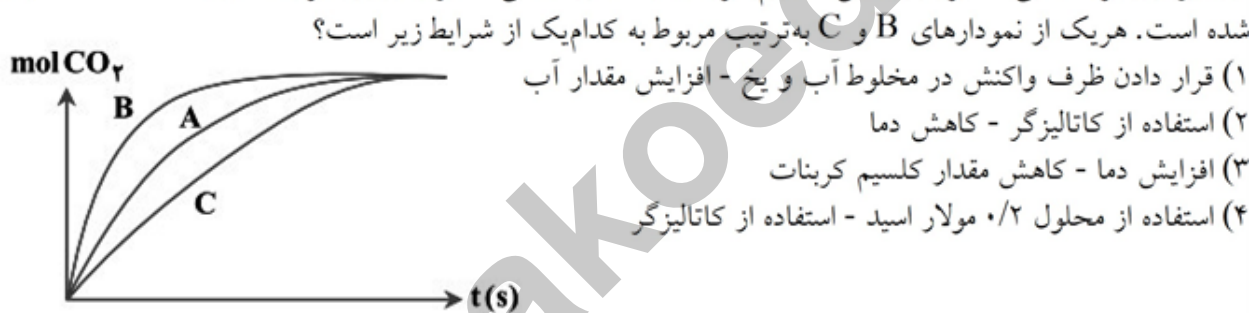 شده است. هریک از نمودارهای B و C به‌ترتیب مربوط به کدام‌یک از شرایط زیر است؟
۱) قرار دادن ظرف واکنش در مخلوط آب و یخ - افزایش مقدار آب
۲) استفاده از کاتالیزگر - کاهش دما
۳) افزایش دما - کاهش مقدار کلسیم کربنات
۴) استفاده از محلول ۰/۲ مولار اسید - استفاده از کاتالیزگر
mol CO۲
B
A
C
t(s)
akoed